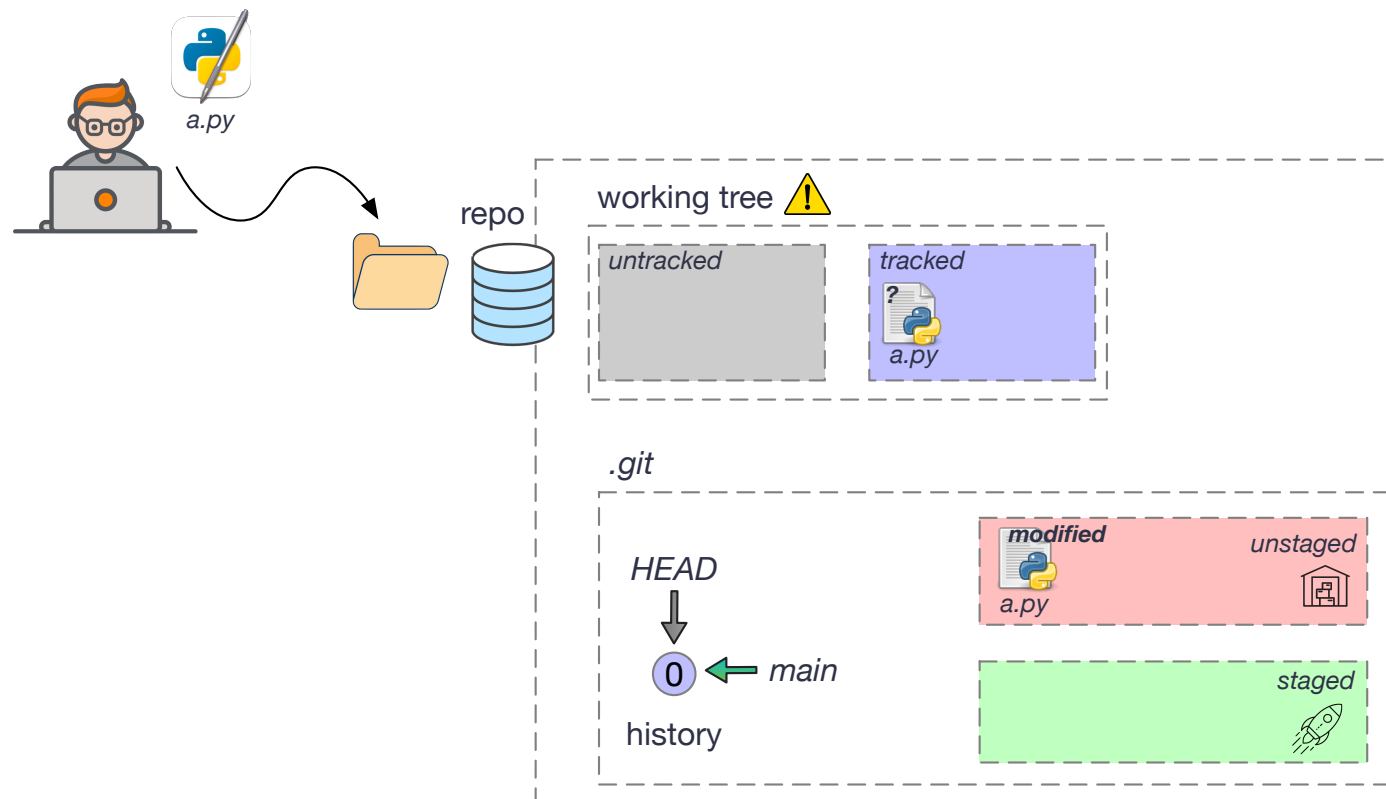 a.py
repo
working tree
untracked
tracked
?
a.py
.git
modified
unstaged
a.py
HEAD
0
main
history
staged